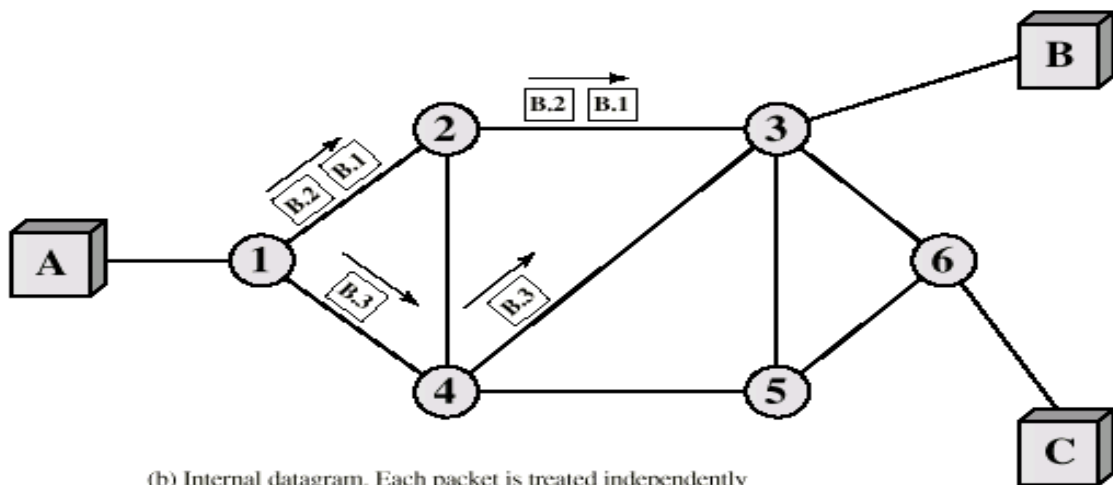 B
B.2 B.1
2
3
B.2 B.1
A
1
6
B.3
B.3
4
5
C
(b) Internal datagram. Each packet is treated independently